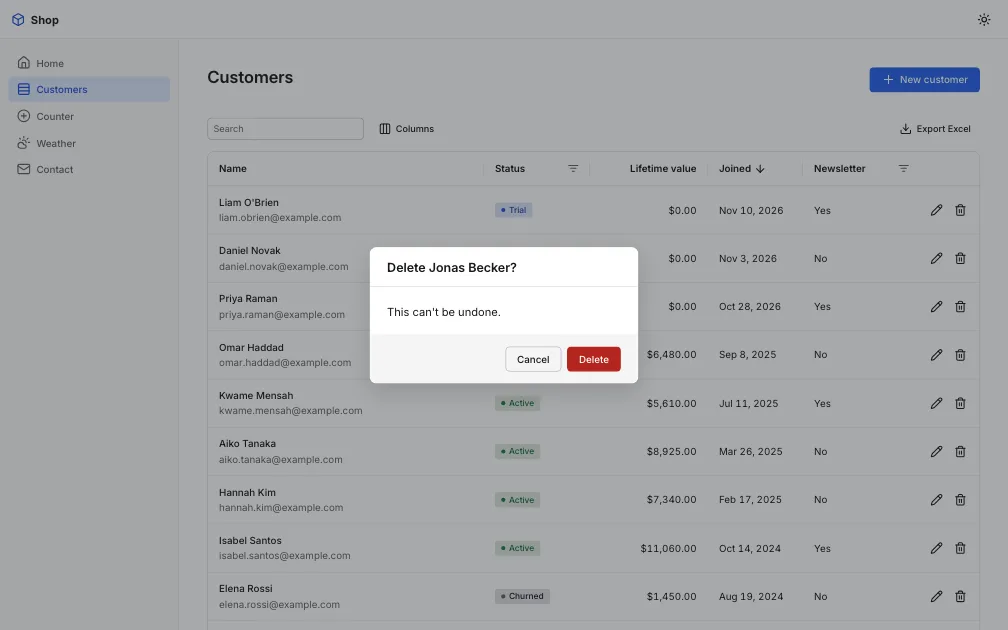 Shop
Home
Customers
Counter
Weather
Contact
Customers
New customer
Search
Columns
Export Excel
Name Status Lifetime value Joined Newsletter
Liam O'Brien
liam.obrien@example.com
Trial $0.00 Nov 10, 2026 Yes
Daniel Novak
daniel.novak@example.com
$0.00 Nov 3, 2026 No
Priya Raman
priya.raman@example.com
$0.00 Oct 28, 2026 Yes
Omar Haddad
omar.haddad@example.com
$6,480.00 Sep 8, 2025 No
Kwame Mensah
kwame.mensah@example.com
Active $5,610.00 Jul 11, 2025 Yes
Aiko Tanaka
aiko.tanaka@example.com
Active $8,925.00 Mar 26, 2025 No
Hannah Kim
hannah.kim@example.com
Active $7,340.00 Feb 17, 2025 No
Isabel Santos
isabel.santos@example.com
Active $11,060.00 Oct 14, 2024 Yes
Elena Rossi
elena.rossi@example.com
Churned $1,450.00 Aug 19, 2024 No
Delete Jonas Becker?
This can't be undone.
Cancel Delete